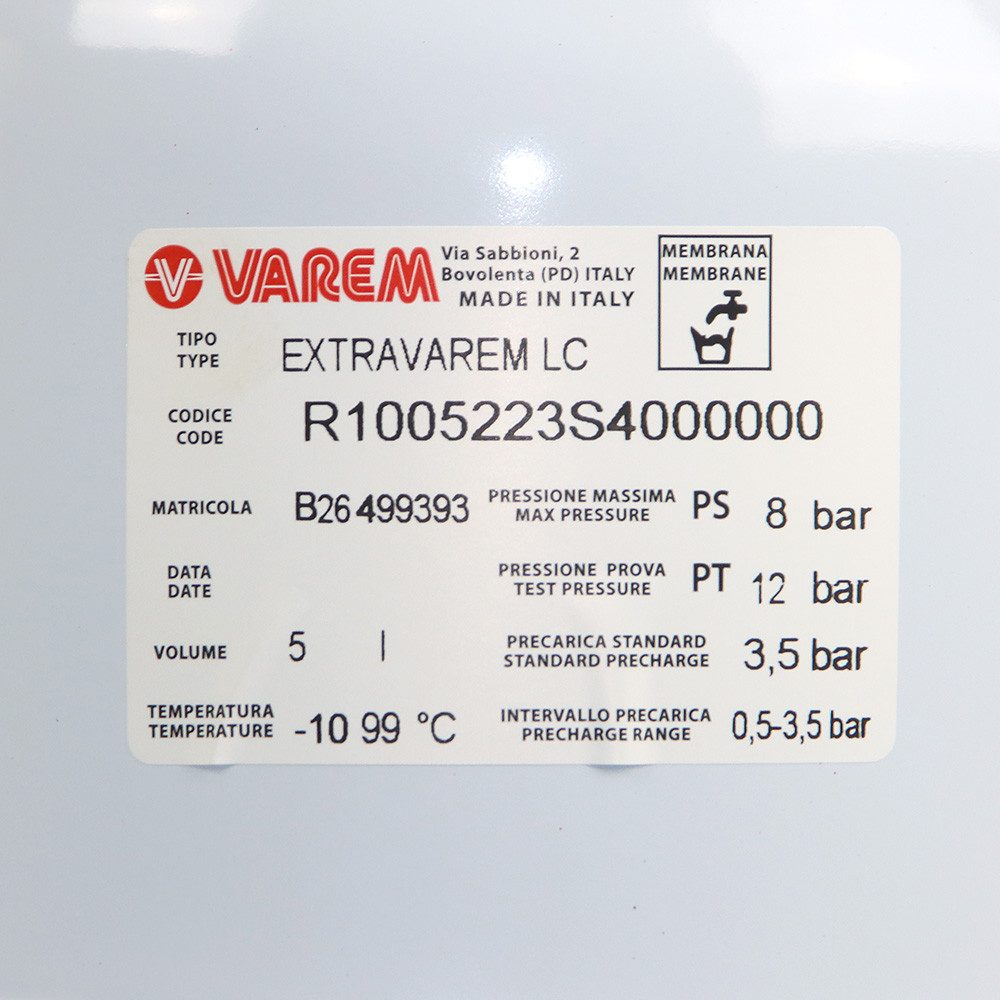 VAREM
Via Sabbioni, 2
Bovolenta (PD) ITALY
MADE IN ITALY
MEMBRANA
MEMBRANE
TIPO
TYPE
EXTRAVAREM LC
CODICE
CODE
R1005223S4000000
MATRICOLA
B26499393
PRESSIONE MASSIMA
MAX PRESSURE
PS 8 bar
DATA
DATE
PRESSIONE PROVA
TEST PRESSURE
PT 12 bar
VOLUME 5 l
PRECARICA STANDARD
STANDARD PRECHARGE
3,5 bar
TEMPERATURA
TEMPERATURE
-10 99 °C
INTERVALLO PRECARICA
PRECHARGE RANGE
0,5-3,5 bar